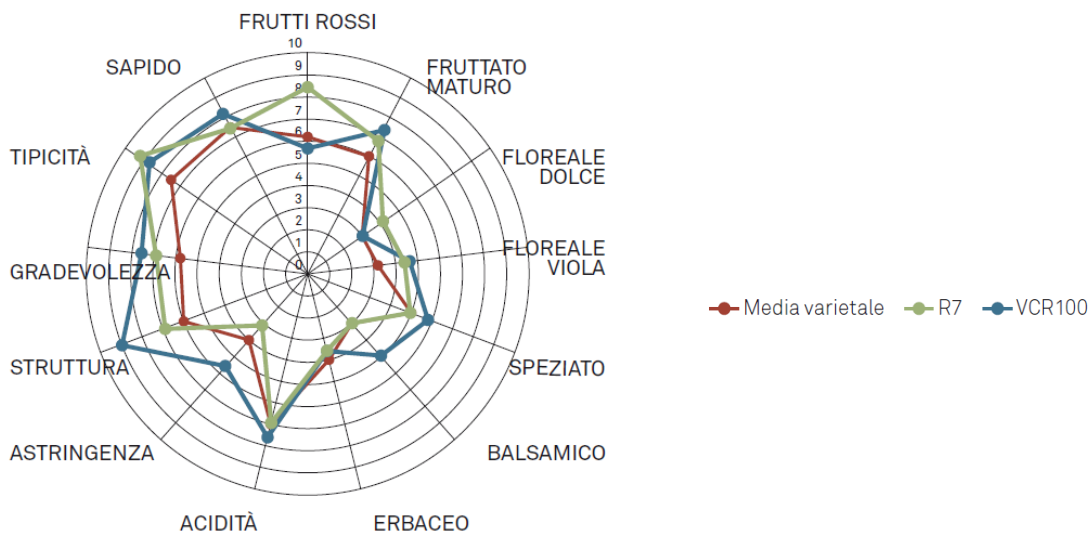 FRUTTI ROSSI
10
9
8
7
6
5
4
3
2
1
0
FRUTTATO
MATURO
FLOREALE
DOLCE
FLOREALE
VIOLA
SPEZIATO
BALSAMICO
ERBACEO
ACIDITÀ
ASTRINGENZA
STRUTTURA
GRADEVOLEZZA
TIPICITÀ
SAPIDO
Media varietale
R7
VCR100